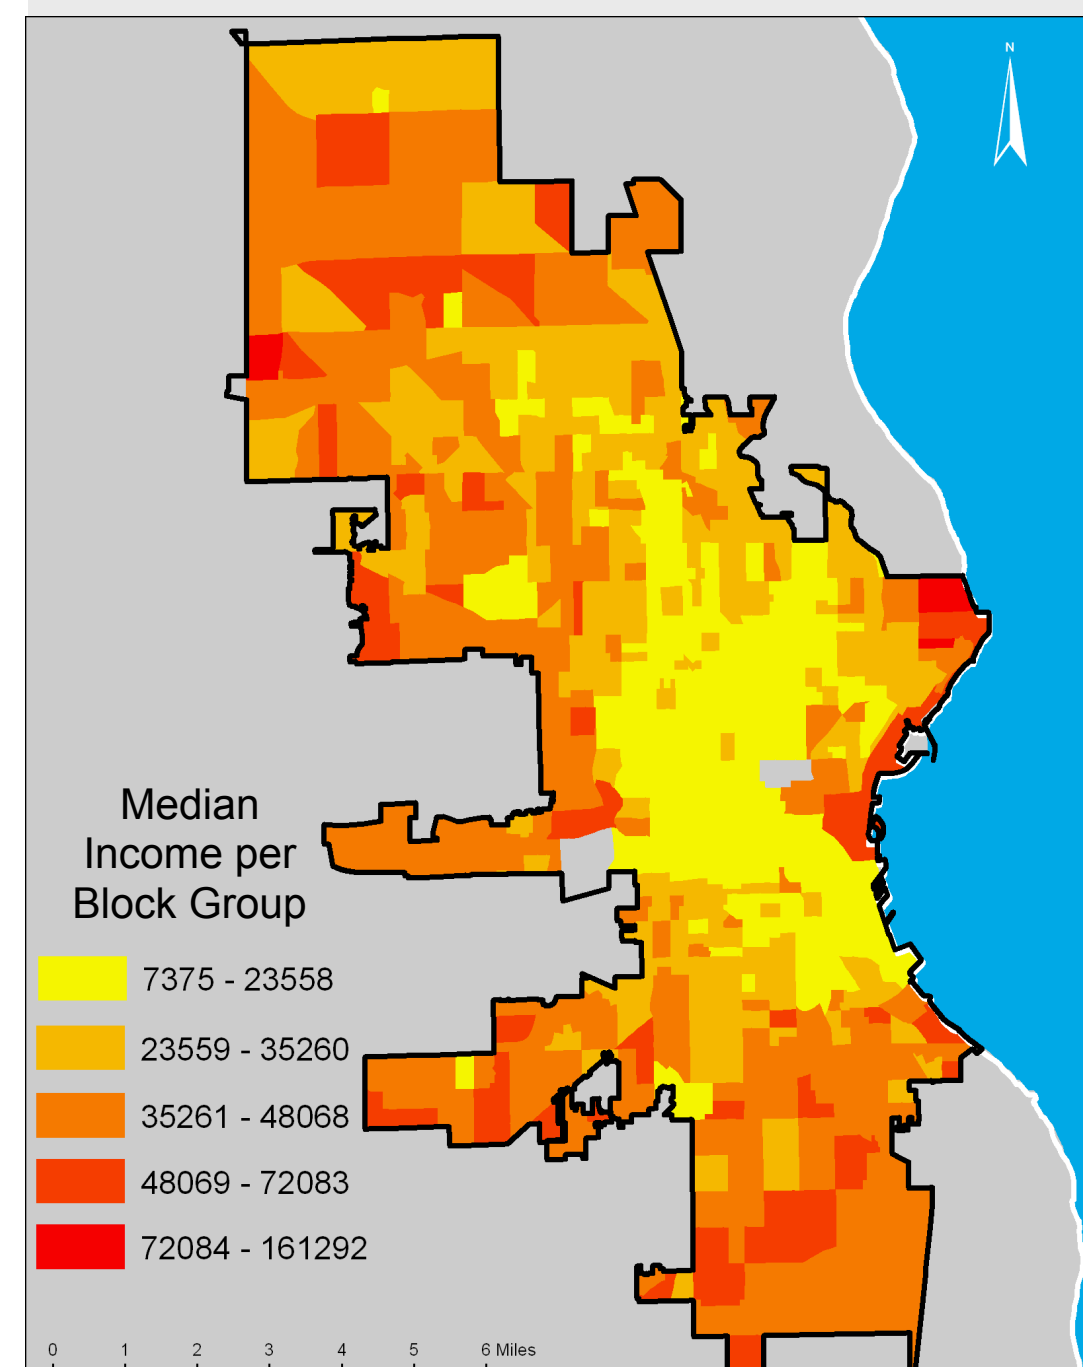 N
Median
Income per
Block Group
7375 - 23558
23559 - 35260
35261 - 48068
48069 - 72083
72084 - 161292
0 1 2 3 4 5 6 Miles